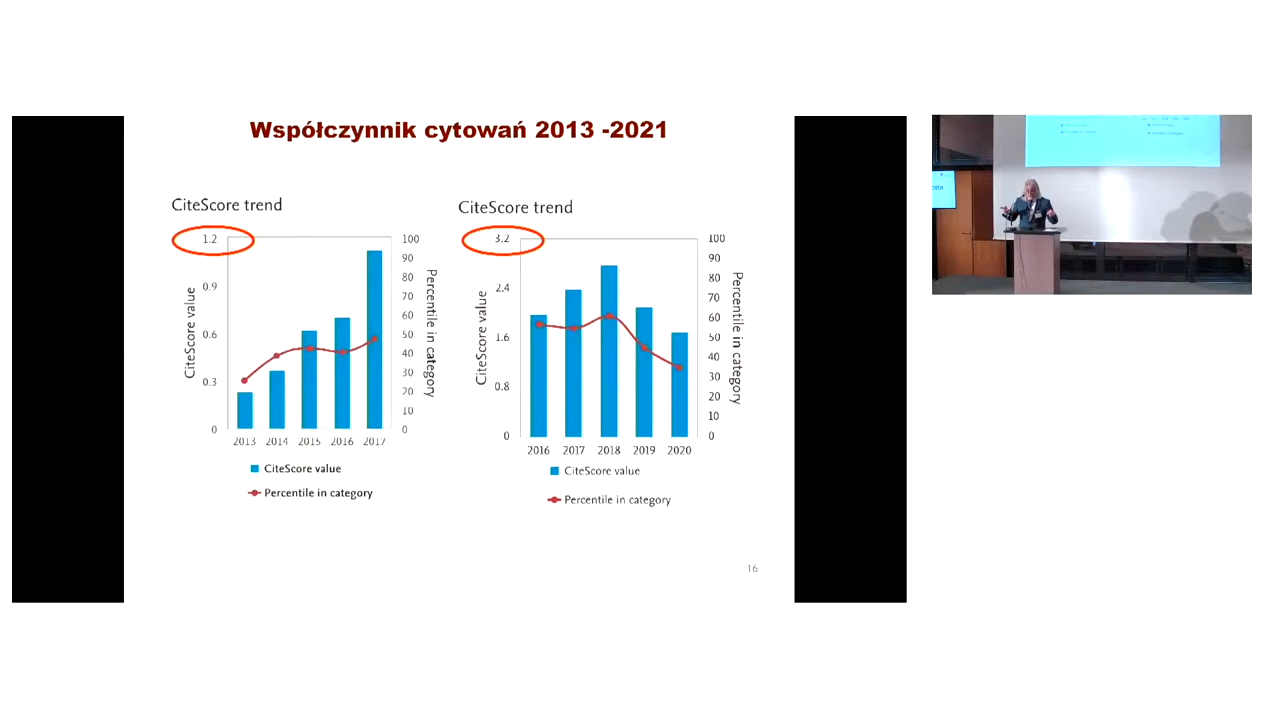 Współczynnik cytowań 2013 -2021
CiteScore trend
1.2
0.9
0.6
0.3
0
CiteScore value
100
90
80
70
60
50
40
30
20
10
0
Percentile in category
2013 2014 2015 2016 2017
CiteScore value
Percentile in category
CiteScore trend
3.2
2.4
1.6
0.8
0
CiteScore value
100
90
80
70
60
50
40
30
20
10
0
Percentile in category
2016 2017 2018 2019 2020
CiteScore value
Percentile in category
16